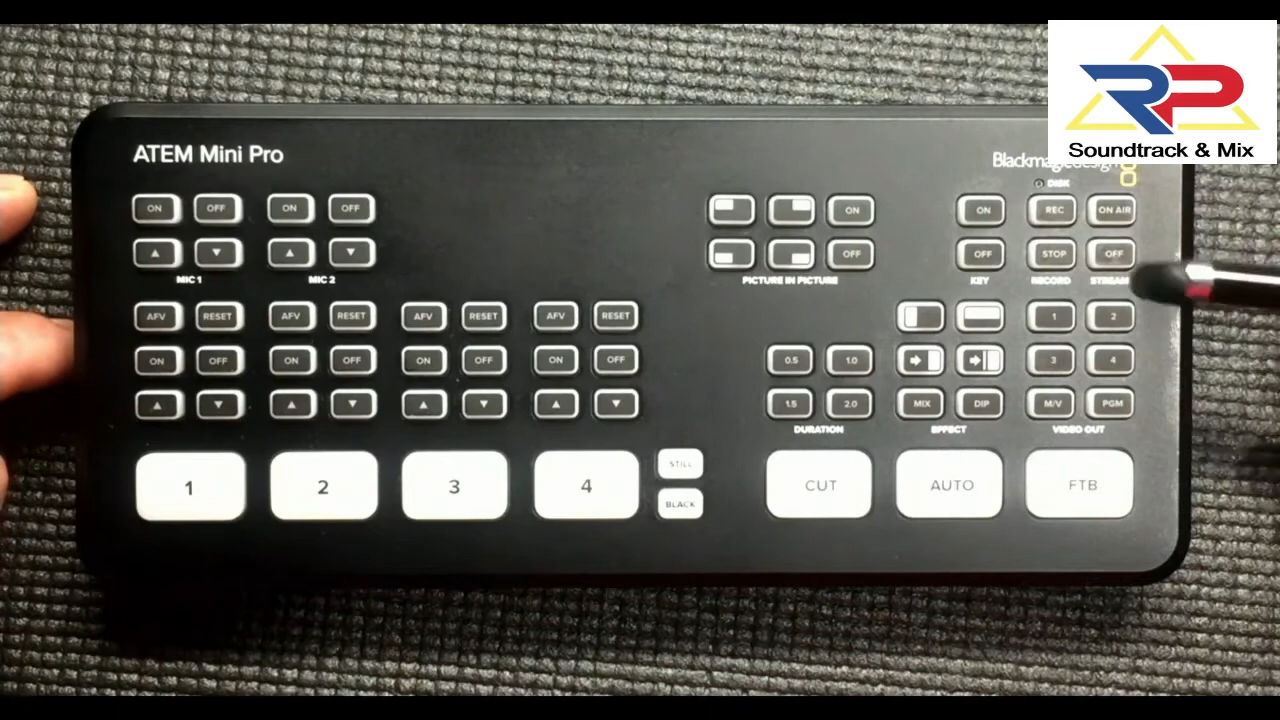 RP
Soundtrack & Mix
ATEM Mini Pro
Blackmagicdesign
DISK
ON OFF ON OFF ON ON REC ON AIR
OFF OFF STOP OFF
MIC 1 MIC 2 PICTURE IN PICTURE KEY RECORD STREAM
AFV RESET AFV RESET AFV RESET AFV RESET 1 2
ON OFF ON OFF ON OFF ON OFF 0.5 1.0 3 4
1.5 2.0 MIX DIP M/V PGM
DURATION EFFECT VIDEO OUT
STILL
1 2 3 4 CUT AUTO FTB
BLACK